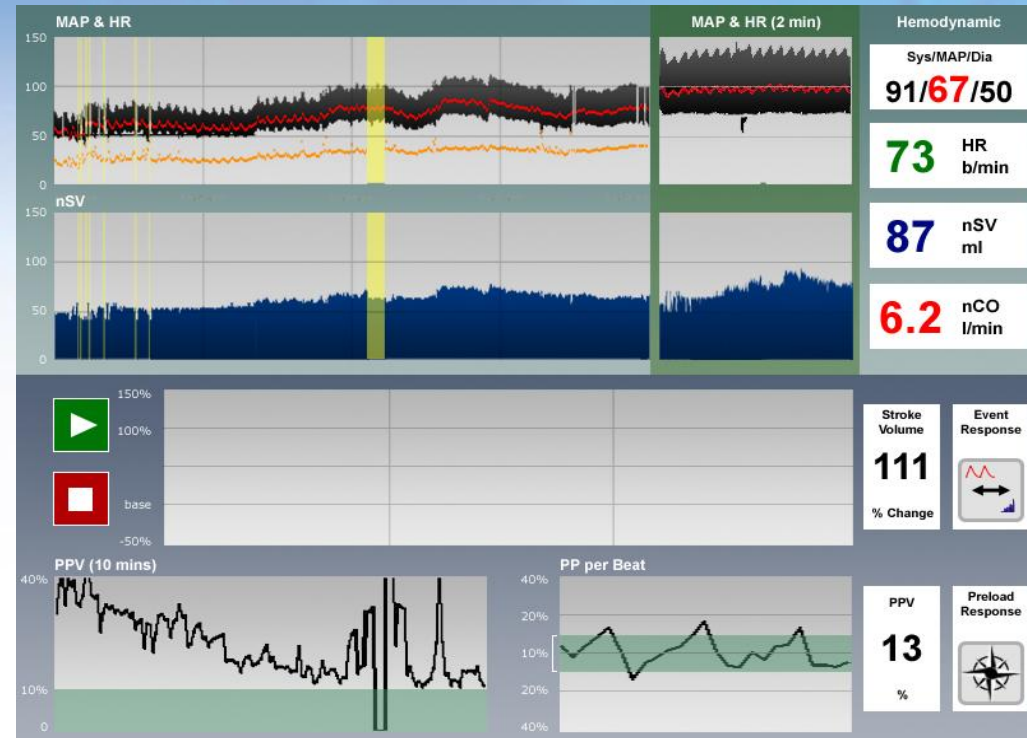 MAP & HR
150
100
50
0
nSV
150
100
50
0
MAP & HR (2 min)
Hemodynamic
Sys/MAP/Dia
91/67/50
73 HR
b/min
87 nSV
ml
6.2 nCO
l/min
150%
100%
base
-50%
Stroke
Volume
111
% Change
Event
Response
PPV (10 mins)
40%
10%
0
PP per Beat
40%
20%
10%
20%
40%
PPV
13
%
Preload
Response